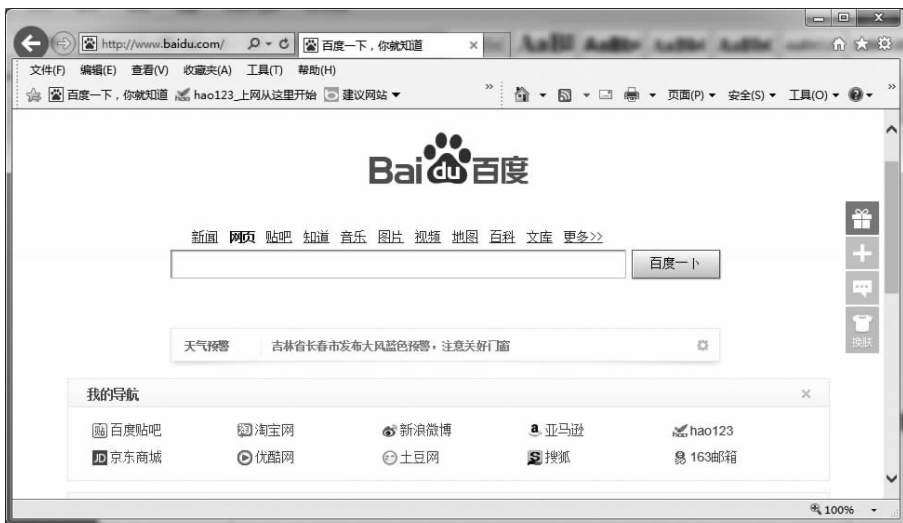 http://www.baidu.com/ 百度一下，你就知道
文件(F) 编辑(E) 查看(V) 收藏夹(A) 工具(T) 帮助(H)
百度一下，你就知道 hao123_上网从这里开始 建议网站 页面(P) 安全(S) 工具(O)
Bai du 百度
新闻 网页 贴吧 知道 音乐 图片 视频 地图 百科 文库 更多>>
百度一下
天气预警 吉林省长春市发布大风蓝色预警，注意关好门窗
换肤
我的导航
贴 百度贴吧 淘 淘宝网 新浪微博 a 亚马逊 hao123
JD 京东商城 优酷网 土豆网 S 搜狐 163邮箱
100%